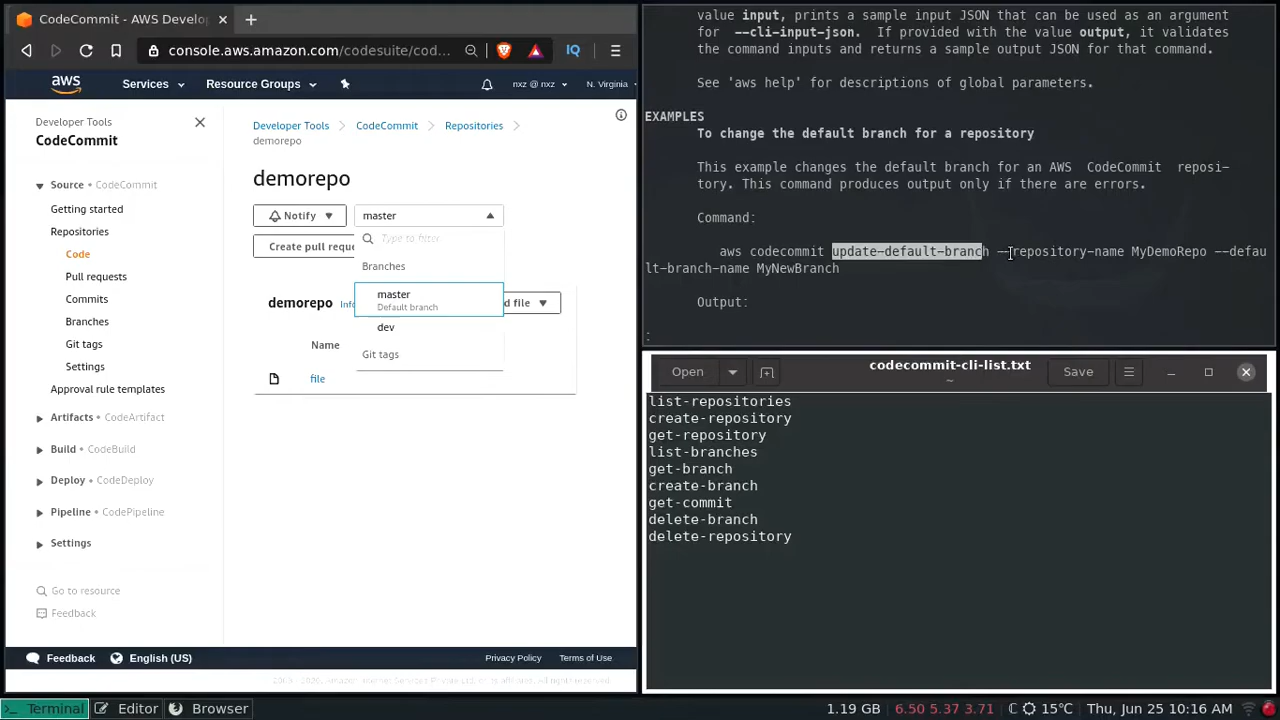 CodeCommit - AWS Develo
console.aws.amazon.com/codesuite/cod...
IQ
aws
Services
Resource Groups
nxz @ nxz
N. Virginia
Developer Tools
CodeCommit
Source • CodeCommit
Getting started
Repositories
Code
Pull requests
Commits
Branches
Git tags
Settings
Approval rule templates
Artifacts • CodeArtifact
Build • CodeBuild
Deploy • CodeDeploy
Pipeline • CodePipeline
Settings
Go to resource
Feedback
Developer Tools
CodeCommit
Repositories
demorepo
demorepo
Notify
master
Create pull reque
Type to filter
Branches
master
Default branch
dev
Git tags
demorepo
Info
d file
Name
file
Feedback
English (US)
Privacy Policy
Terms of Use
value input, prints a sample input JSON that can be used as an argument
for --cli-input-json. If provided with the value output, it validates
the command inputs and returns a sample output JSON for that command.
See 'aws help' for descriptions of global parameters.
EXAMPLES
To change the default branch for a repository
This example changes the default branch for an AWS CodeCommit reposi-
tory. This command produces output only if there are errors.
Command:
aws codecommit update-default-branch --repository-name MyDemoRepo --defau
lt-branch-name MyNewBranch
Output:
:
Open
codecommit-cli-list.txt
~
Save
list-repositories
create-repository
get-repository
list-branches
get-branch
create-branch
get-commit
delete-branch
delete-repository
>_ Terminal
Editor
Browser
1.19 GB
6.50 5.37 3.71
15°C
Thu, Jun 25, 10:16 AM